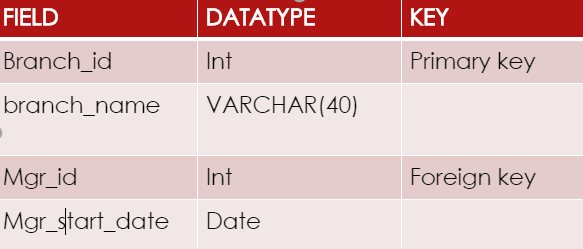 FIELD DATATYPE KEY
Branch_id Int Primary key
branch_name VARCHAR(40)
Mgr_id Int Foreign key
Mgr_start_date Date